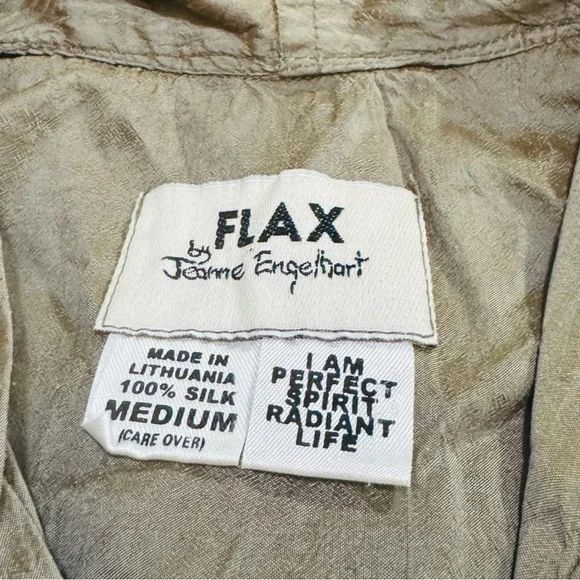 FLAX
by
Jeanne Engelhart
MADE IN
LITHUANIA
100% SILK
MEDIUM
(CARE OVER)
I AM
PERFECT
SPIRIT
RADIANT
LIFE